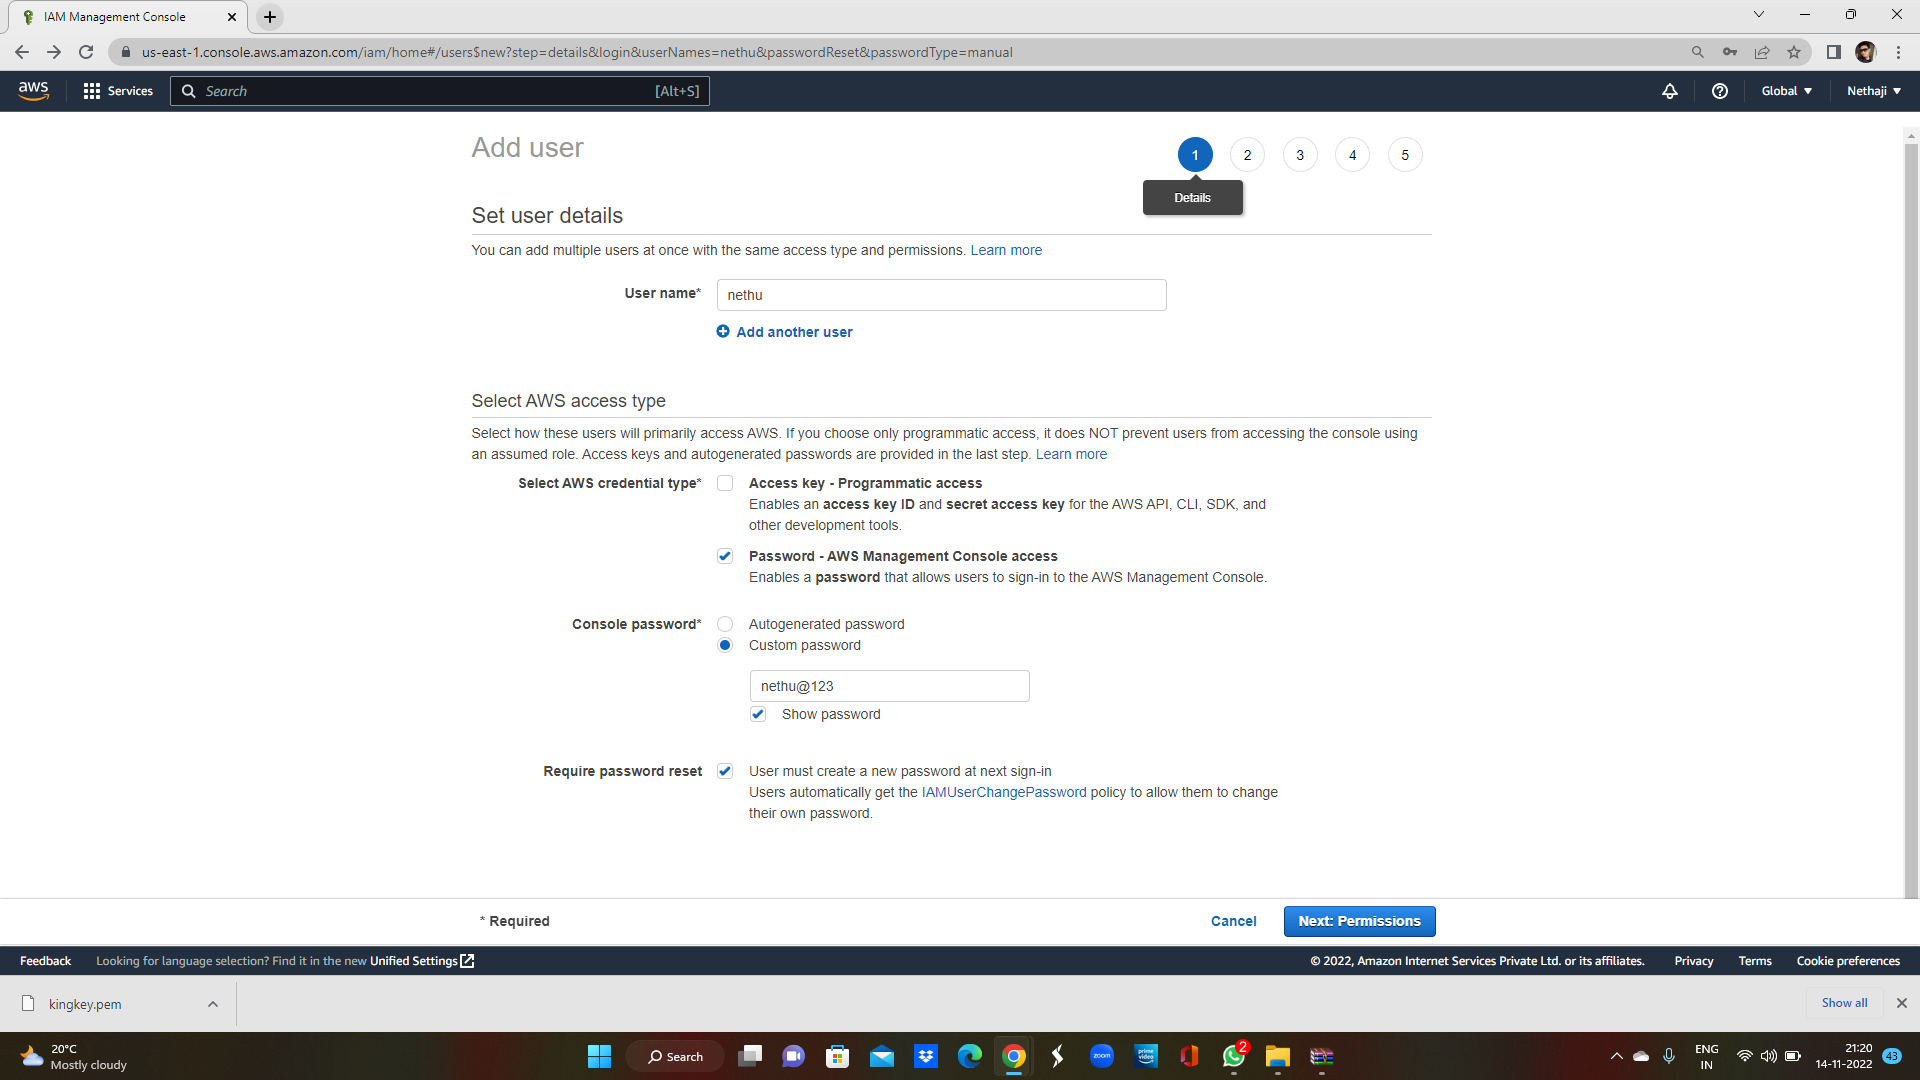 IAM Management Console
us-east-1.console.aws.amazon.com/iam/home#/users$new?step=details&login&userNames=nethu&passwordReset&passwordType=manual
aws
Services
Search
[Alt+S]
Global
Nethaji
Add user
1
2
3
4
5
Details
Set user details
You can add multiple users at once with the same access type and permissions. Learn more
User name*
nethu
Add another user
Select AWS access type
Select how these users will primarily access AWS. If you choose only programmatic access, it does NOT prevent users from accessing the console using
an assumed role. Access keys and autogenerated passwords are provided in the last step. Learn more
Select AWS credential type*
Access key - Programmatic access
Enables an access key ID and secret access key for the AWS API, CLI, SDK, and
other development tools.
Password - AWS Management Console access
Enables a password that allows users to sign-in to the AWS Management Console.
Console password*
Autogenerated password
Custom password
nethu@123
Show password
Require password reset
User must create a new password at next sign-in
Users automatically get the IAMUserChangePassword policy to allow them to change
their own password.
* Required
Cancel
Next: Permissions
Feedback
Looking for language selection? Find it in the new Unified Settings
© 2022, Amazon Internet Services Private Ltd. or its affiliates.
Privacy
Terms
Cookie preferences
kingkey.pem
Show all
20°C
Mostly cloudy
Search
zoom
prime video
2
ENG
IN
21:20
14-11-2022
43